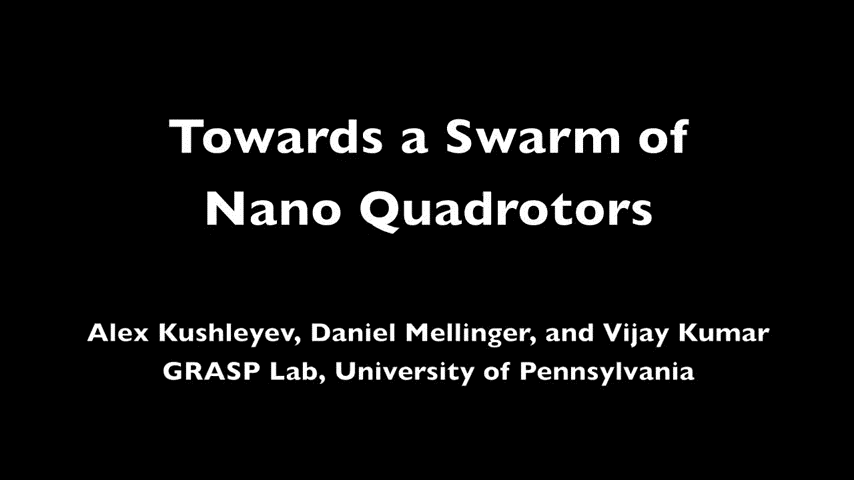 Towards a Swarm of
Nano Quadrotors
Alex Kushleyev, Daniel Mellinger, and Vijay Kumar
GRASP Lab, University of Pennsylvania